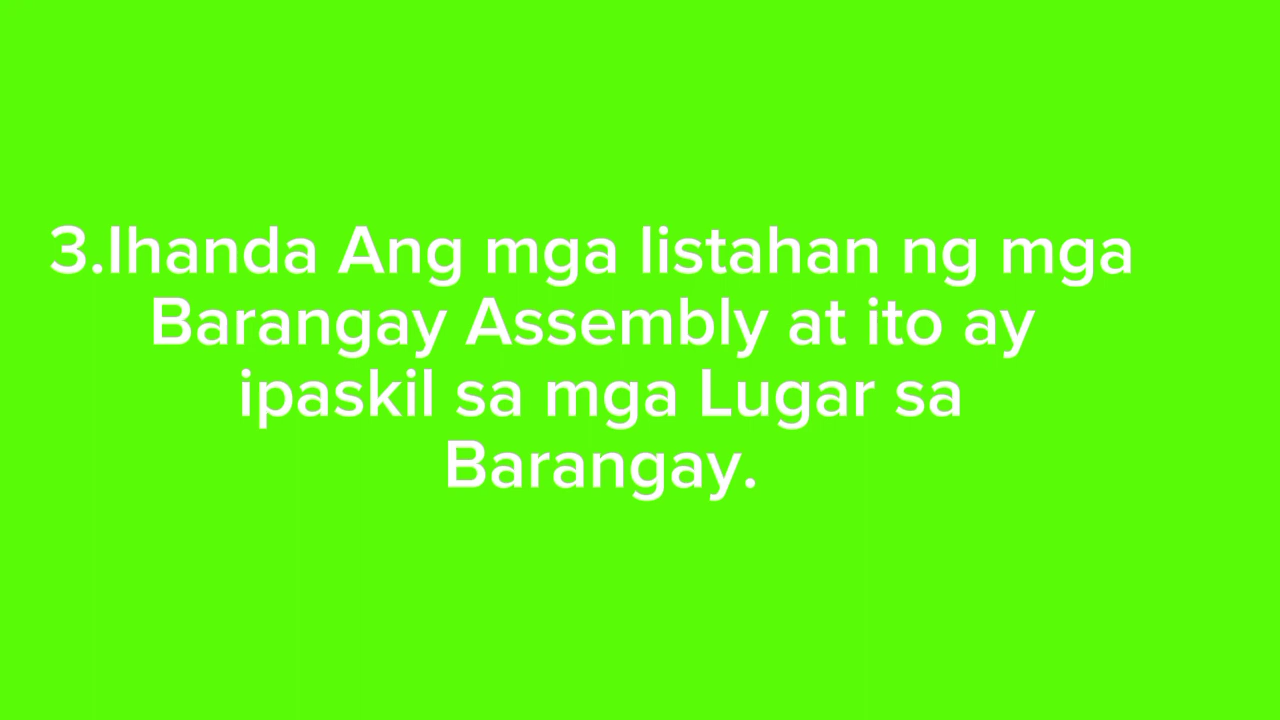 3.Ihanda Ang mga listahan ng mga
Barangay Assembly at ito ay
ipaskil sa mga Lugar sa
Barangay.